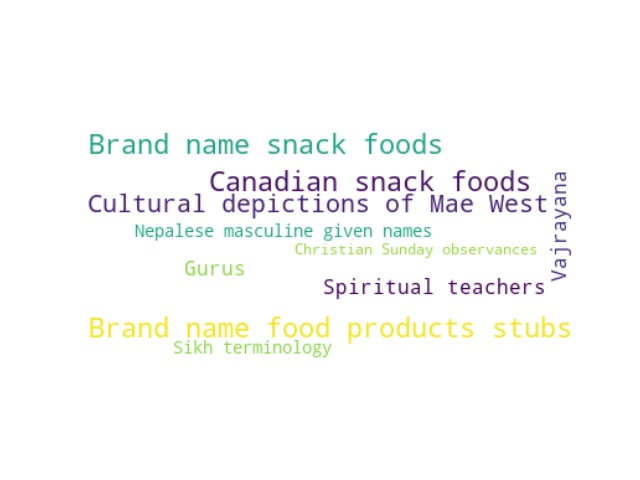 Brand name snack foods
Canadian snack foods
Cultural depictions of Mae West
Vajrayana
Nepalese masculine given names
Christian Sunday observances
Gurus
Spiritual teachers
Brand name food products stubs
Sikh terminology